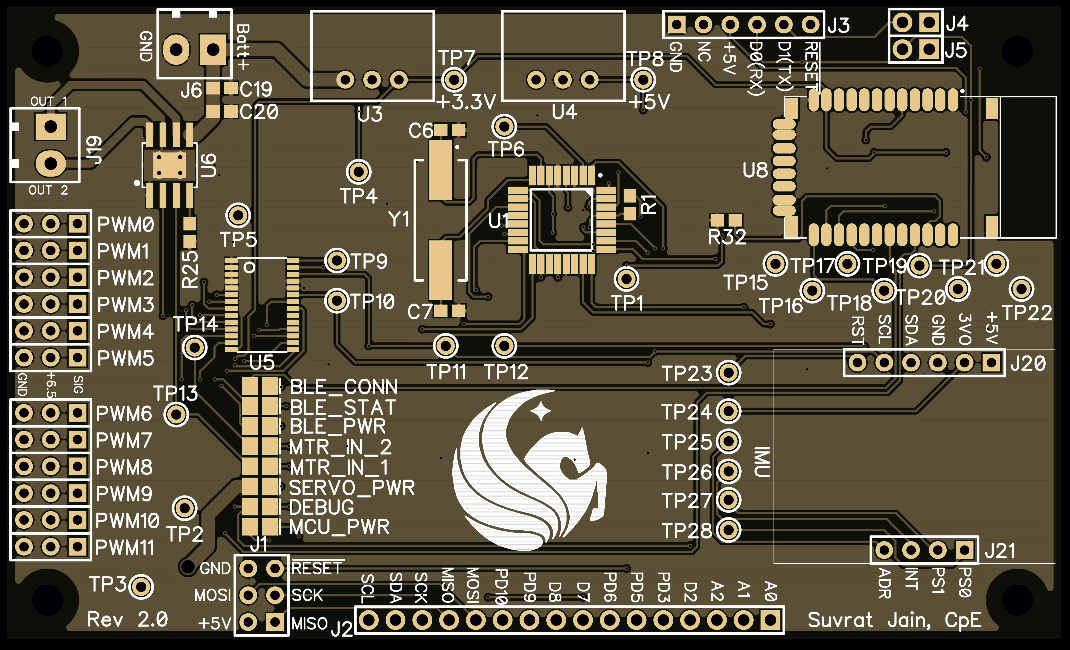 GND
Batt+
J6
C19
C20
U3
TP7
+3.3V
U4
TP8
+5V
J3
GND
NC
+5V
D0(RX)
D1(TX)
RESET
J4
J5
OUT 1
J19
OUT 2
U6
R25
TP5
TP4
C6
Y1
C7
TP6
U1
R1
R32
U8
TP1
TP9
TP10
TP11
TP12
TP15
TP17
TP19
TP21
TP16
TP18
TP20
TP22
PWM0
PWM1
PWM2
PWM3
PWM4
PWM5
GND
+6.5
SIG
PWM6
PWM7
PWM8
PWM9
PWM10
PWM11
TP14
TP13
U5
BLE_CONN
BLE_STAT
BLE_PWR
MTR_IN_2
MTR_IN_1
SERVO_PWR
DEBUG
MCU_PWR
TP2
TP3
Rev 2.0
J1
GND
RESET
MOSI
SCK
+5V
MISO
J2
SCL
SDA
SCK
MISO
MOSI
PD10
PD9
D8
D7
PD6
PD5
PD3
D2
A2
A1
A0
TP23
TP24
TP25
TP26
TP27
TP28
IMU
RST
SCL
SDA
GND
3V0
+5V
J20
J21
ADR
INT
PS1
PS0
Suvrat Jain, CpE